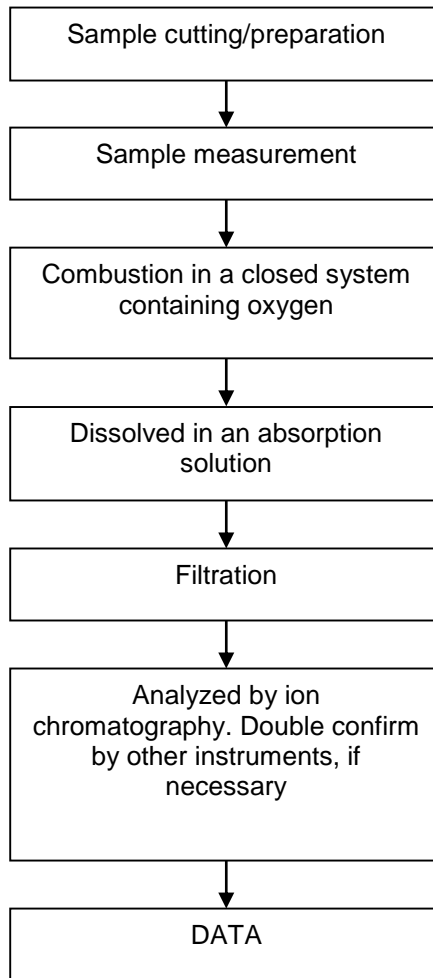 Sample cutting/preparation
Sample measurement
Combustion in a closed system
containing oxygen
Dissolved in an absorption
solution
Filtration
Analyzed by ion
chromatography. Double confirm
by other instruments, if
necessary
DATA